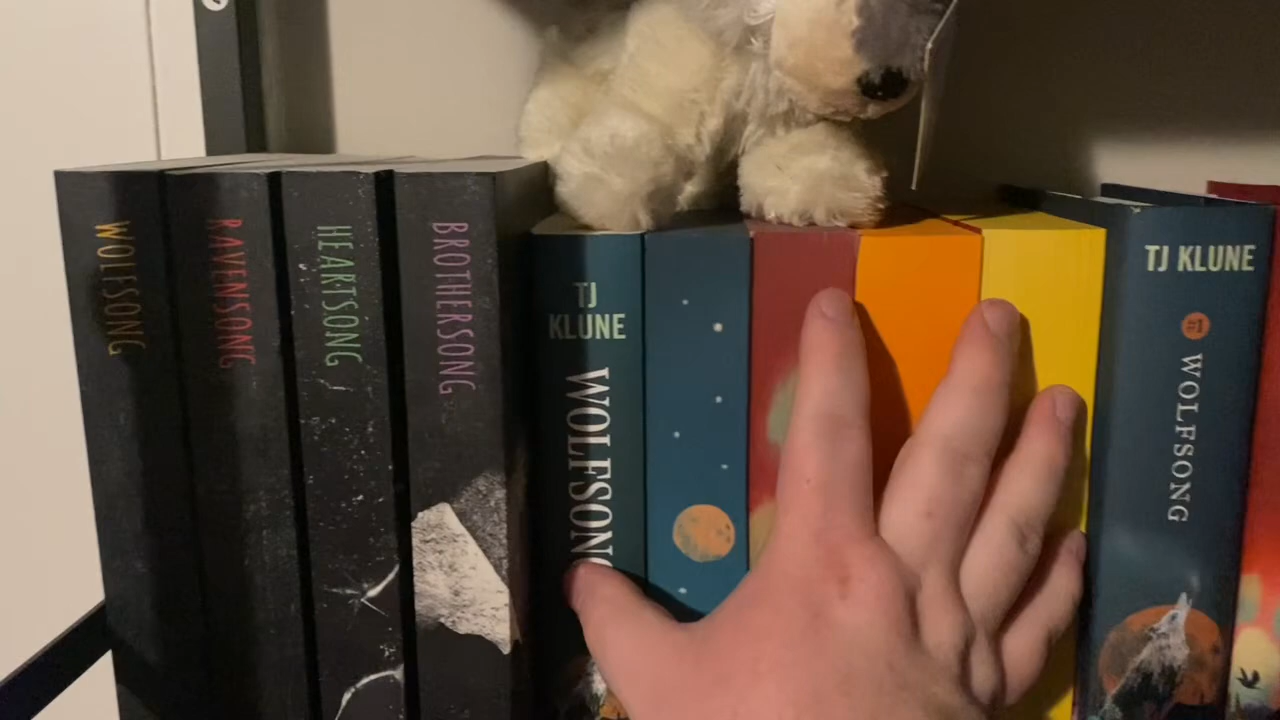 WOLFSONG
RAVENSONG
HEARTSONG
BROTHERSONG
TJ
KLUNE
WOLFSONG
TJ KLUNE
#1
WOLFSONG